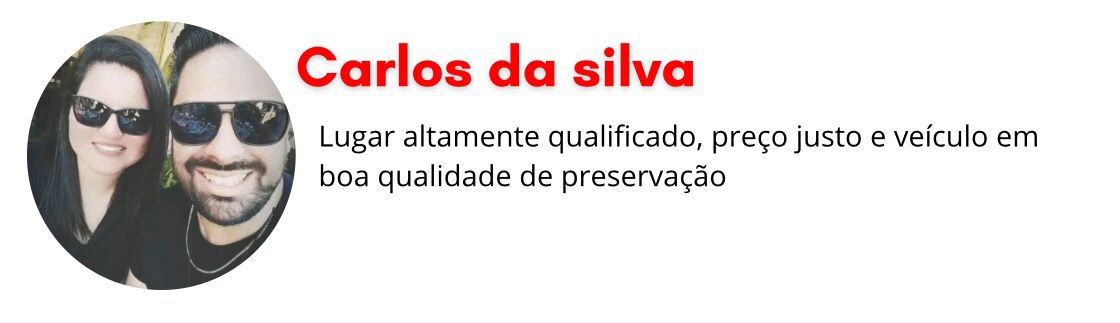 Carlos da silva
Lugar altamente qualificado, preço justo e veículo em
boa qualidade de preservação